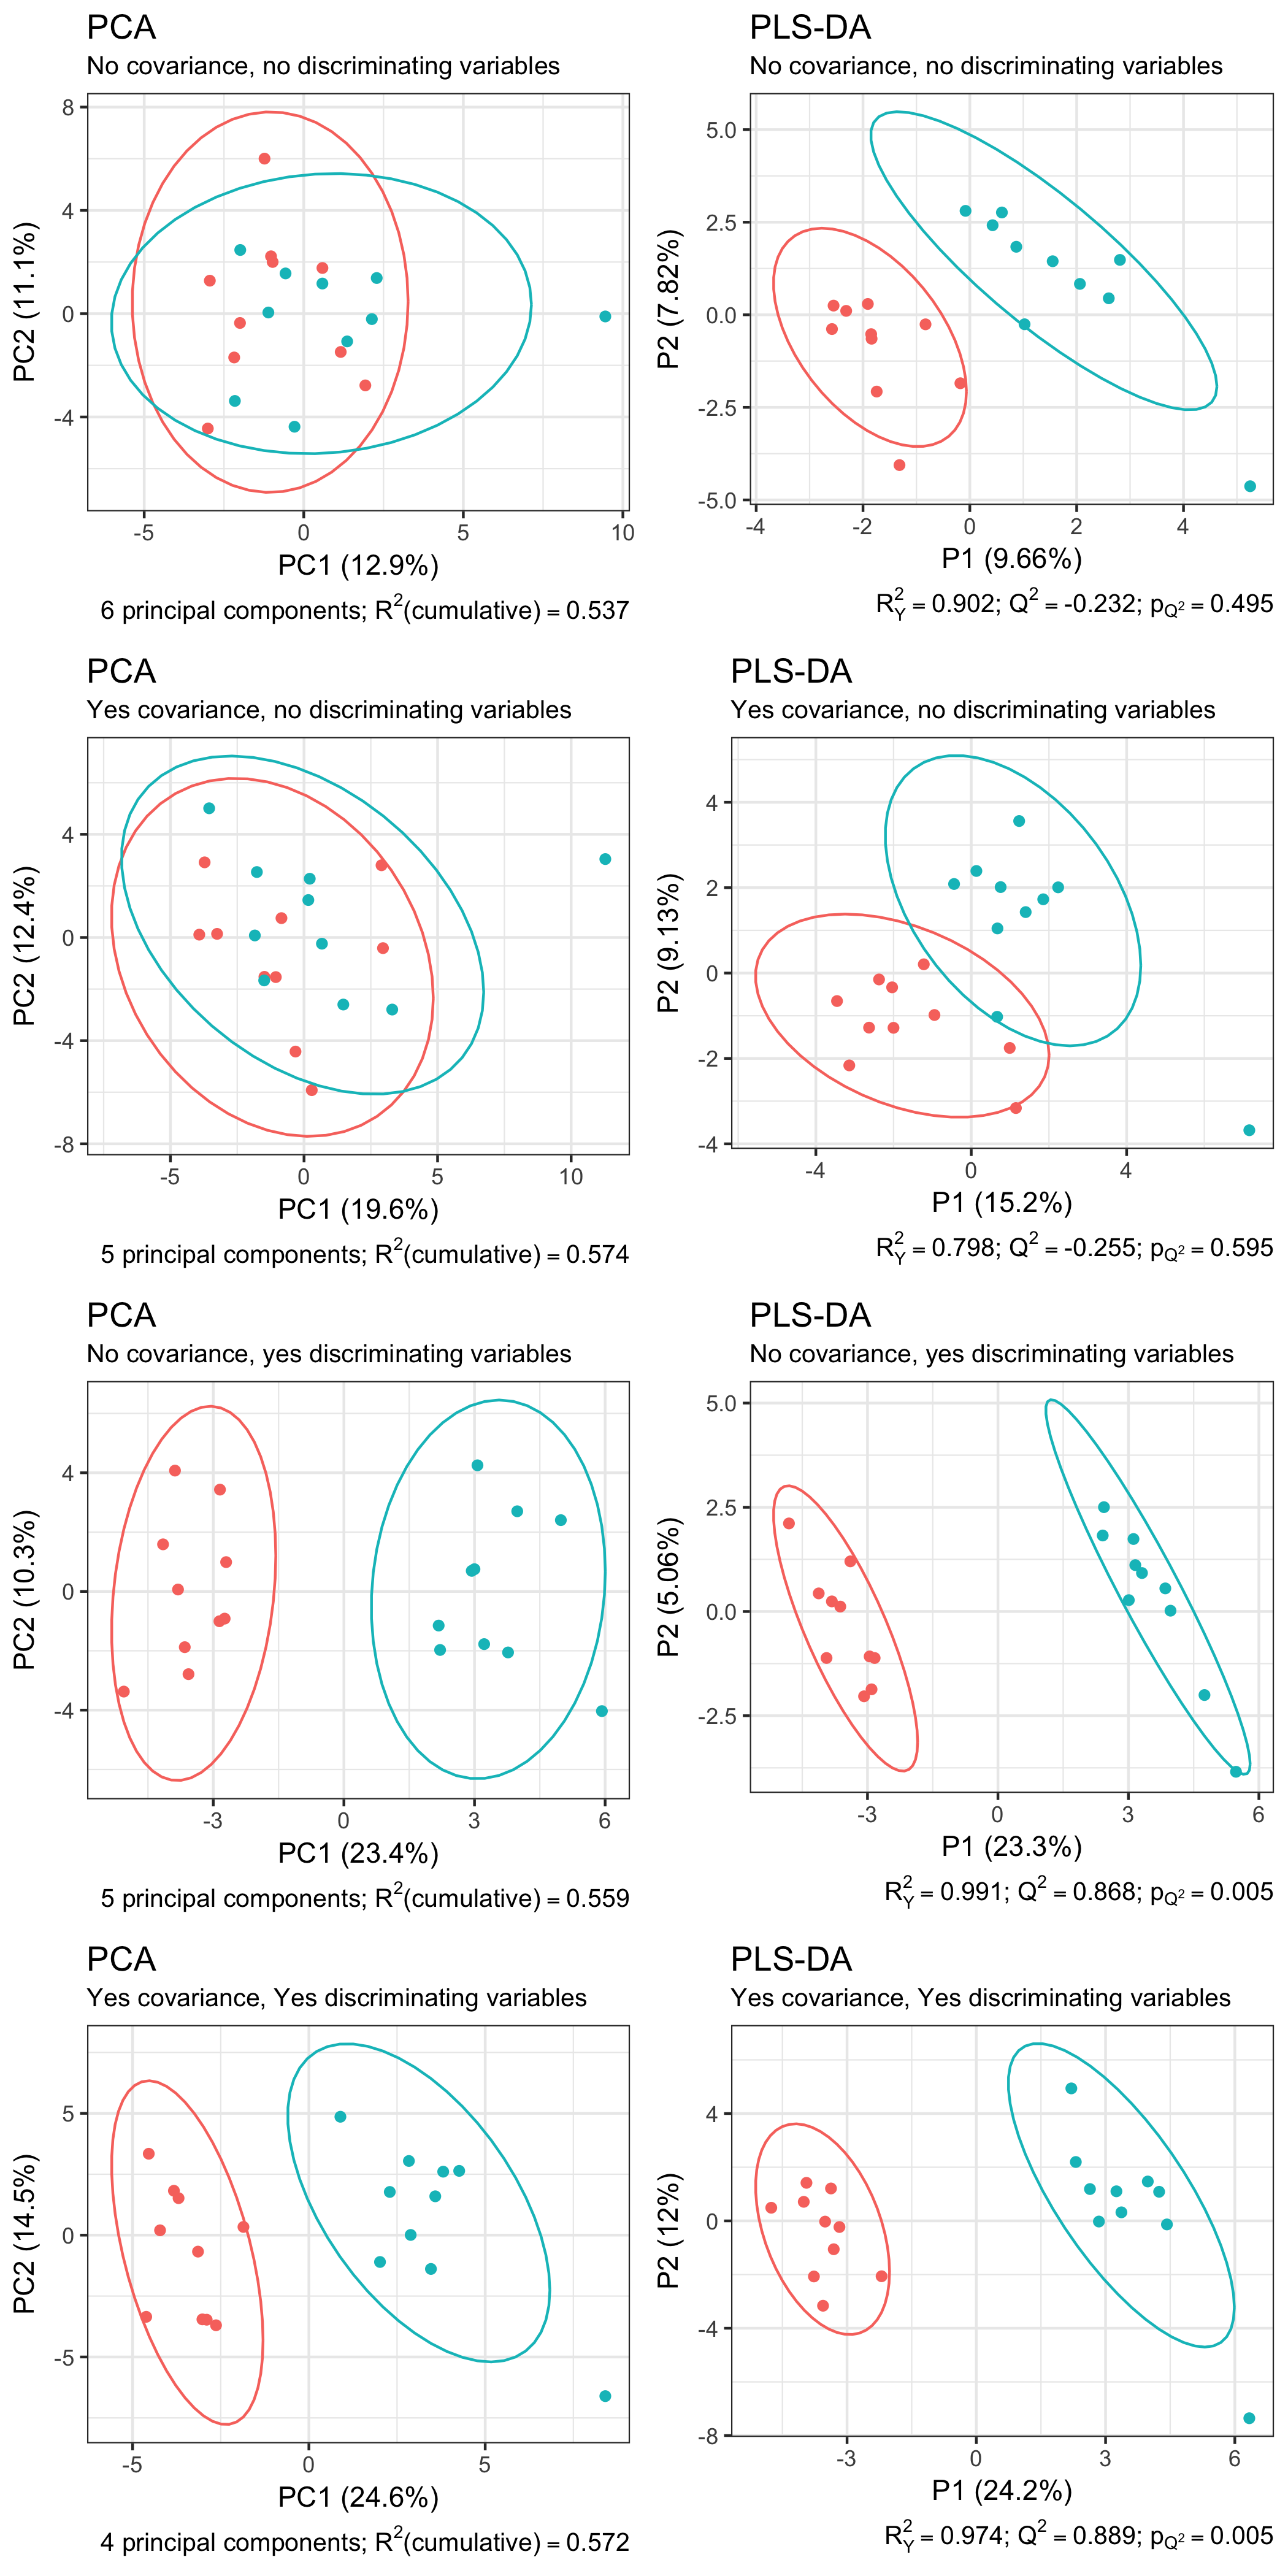 PCA
No covariance, no discriminating variables
8
4
0
-4
PC2 (11.1%)
-5
0
5
10
PC1 (12.9%)
6 principal components; R²(cumulative) = 0.537
PLS-DA
No covariance, no discriminating variables
5.0
2.5
0.0
-2.5
-5.0
P2 (7.82%)
-4
-2
0
2
4
P1 (9.66%)
R²Y = 0.902; Q² = -0.232; pQ² = 0.495
PCA
Yes covariance, no discriminating variables
4
0
-4
-8
PC2 (12.4%)
-5
0
5
10
PC1 (19.6%)
5 principal components; R²(cumulative) = 0.574
PLS-DA
Yes covariance, no discriminating variables
4
2
0
-2
-4
P2 (9.13%)
-4
0
4
P1 (15.2%)
R²Y = 0.798; Q² = -0.255; pQ² = 0.595
PCA
No covariance, yes discriminating variables
4
0
-4
PC2 (10.3%)
-3
0
3
6
PC1 (23.4%)
5 principal components; R²(cumulative) = 0.559
PLS-DA
No covariance, yes discriminating variables
5.0
2.5
0.0
-2.5
P2 (5.06%)
-3
0
3
6
P1 (23.3%)
R²Y = 0.991; Q² = 0.868; pQ² = 0.005
PCA
Yes covariance, Yes discriminating variables
5
0
-5
PC2 (14.5%)
-5
0
5
PC1 (24.6%)
4 principal components; R²(cumulative) = 0.572
PLS-DA
Yes covariance, Yes discriminating variables
4
0
-4
-8
P2 (12%)
-3
0
3
6
P1 (24.2%)
R²Y = 0.974; Q² = 0.889; pQ² = 0.005